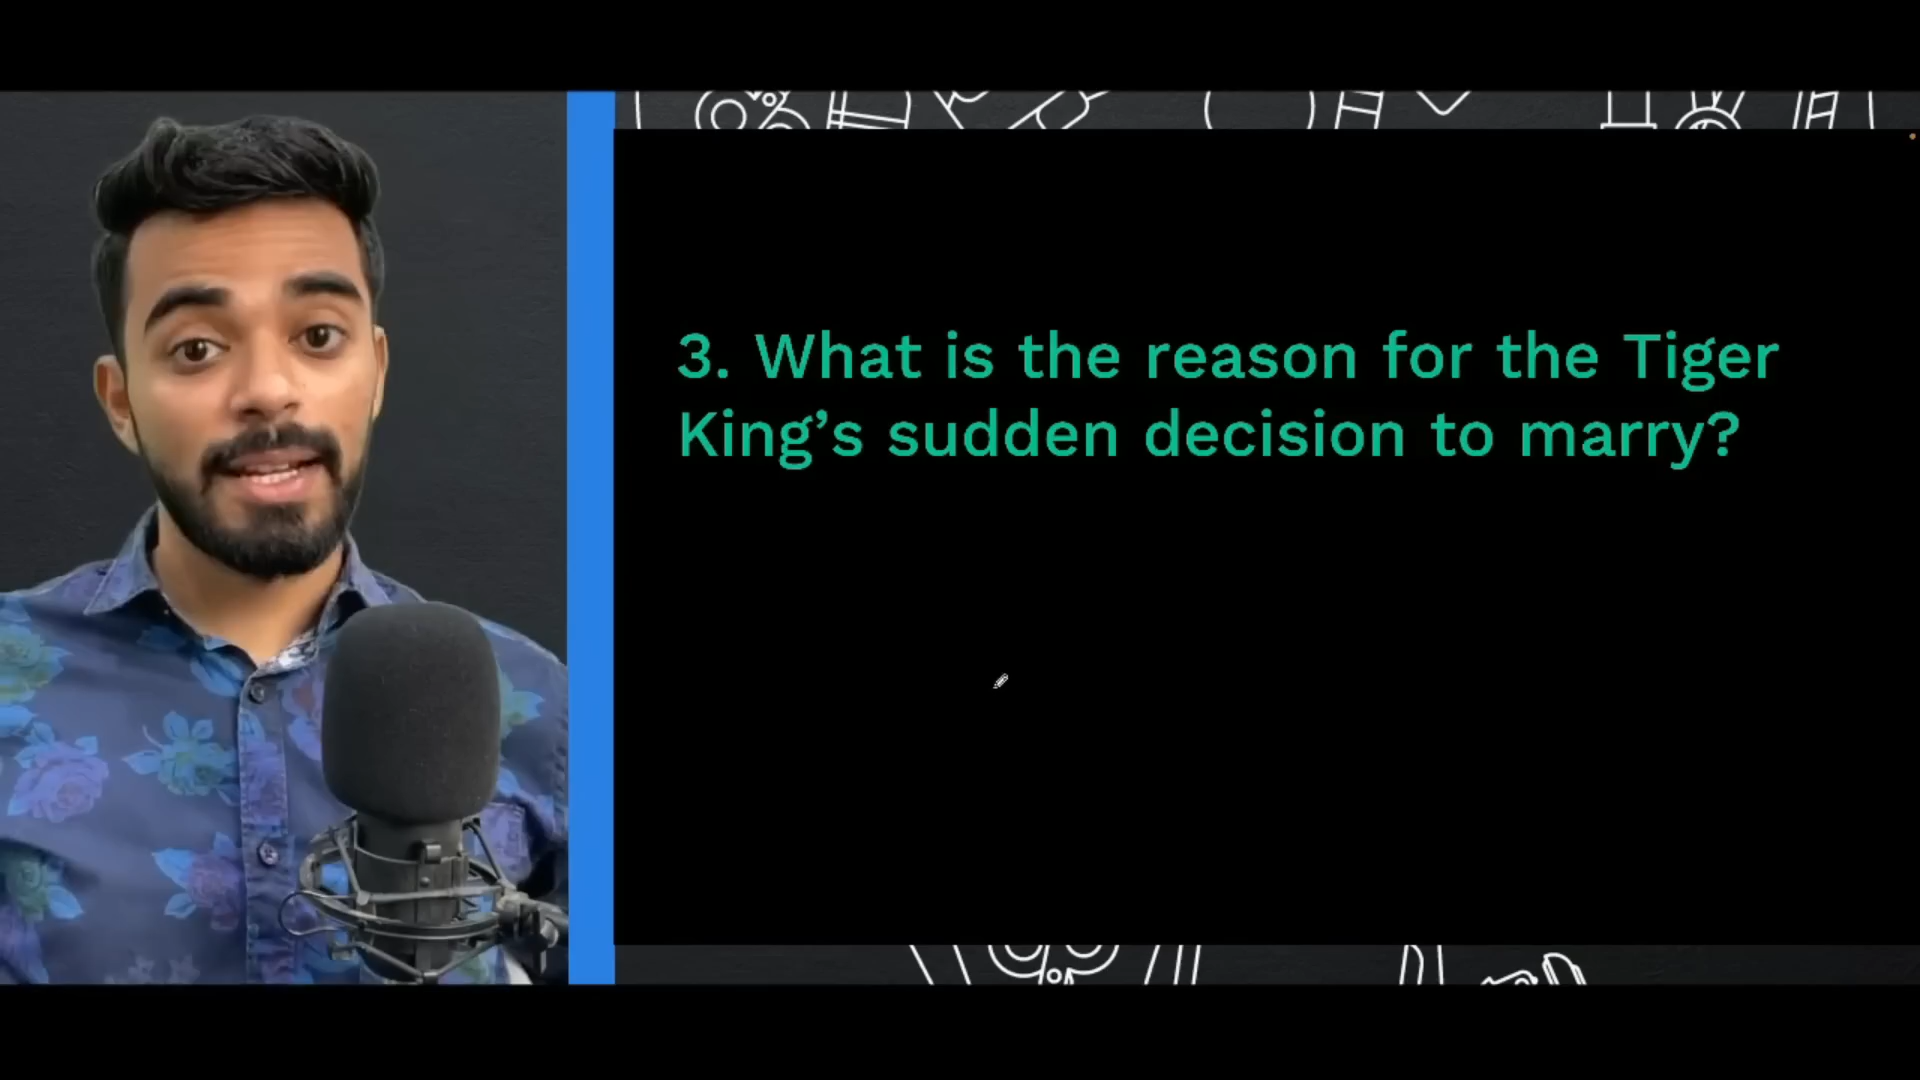 3. What is the reason for the Tiger
King’s sudden decision to marry?